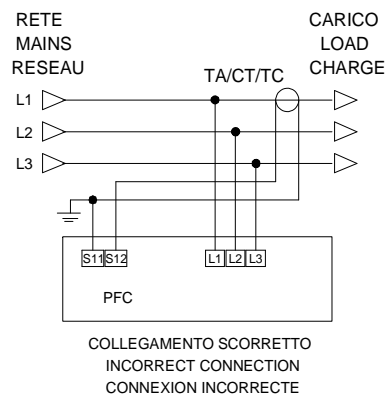 RETE
MAINS
RESEAU
CARICO
LOAD
CHARGE
TA/CT/TC
L1
L2
L3
S11 S12 L1 L2 L3
PFC
COLLEGAMENTO SCORRETTO
INCORRECT CONNECTION
CONNEXION INCORRECTE